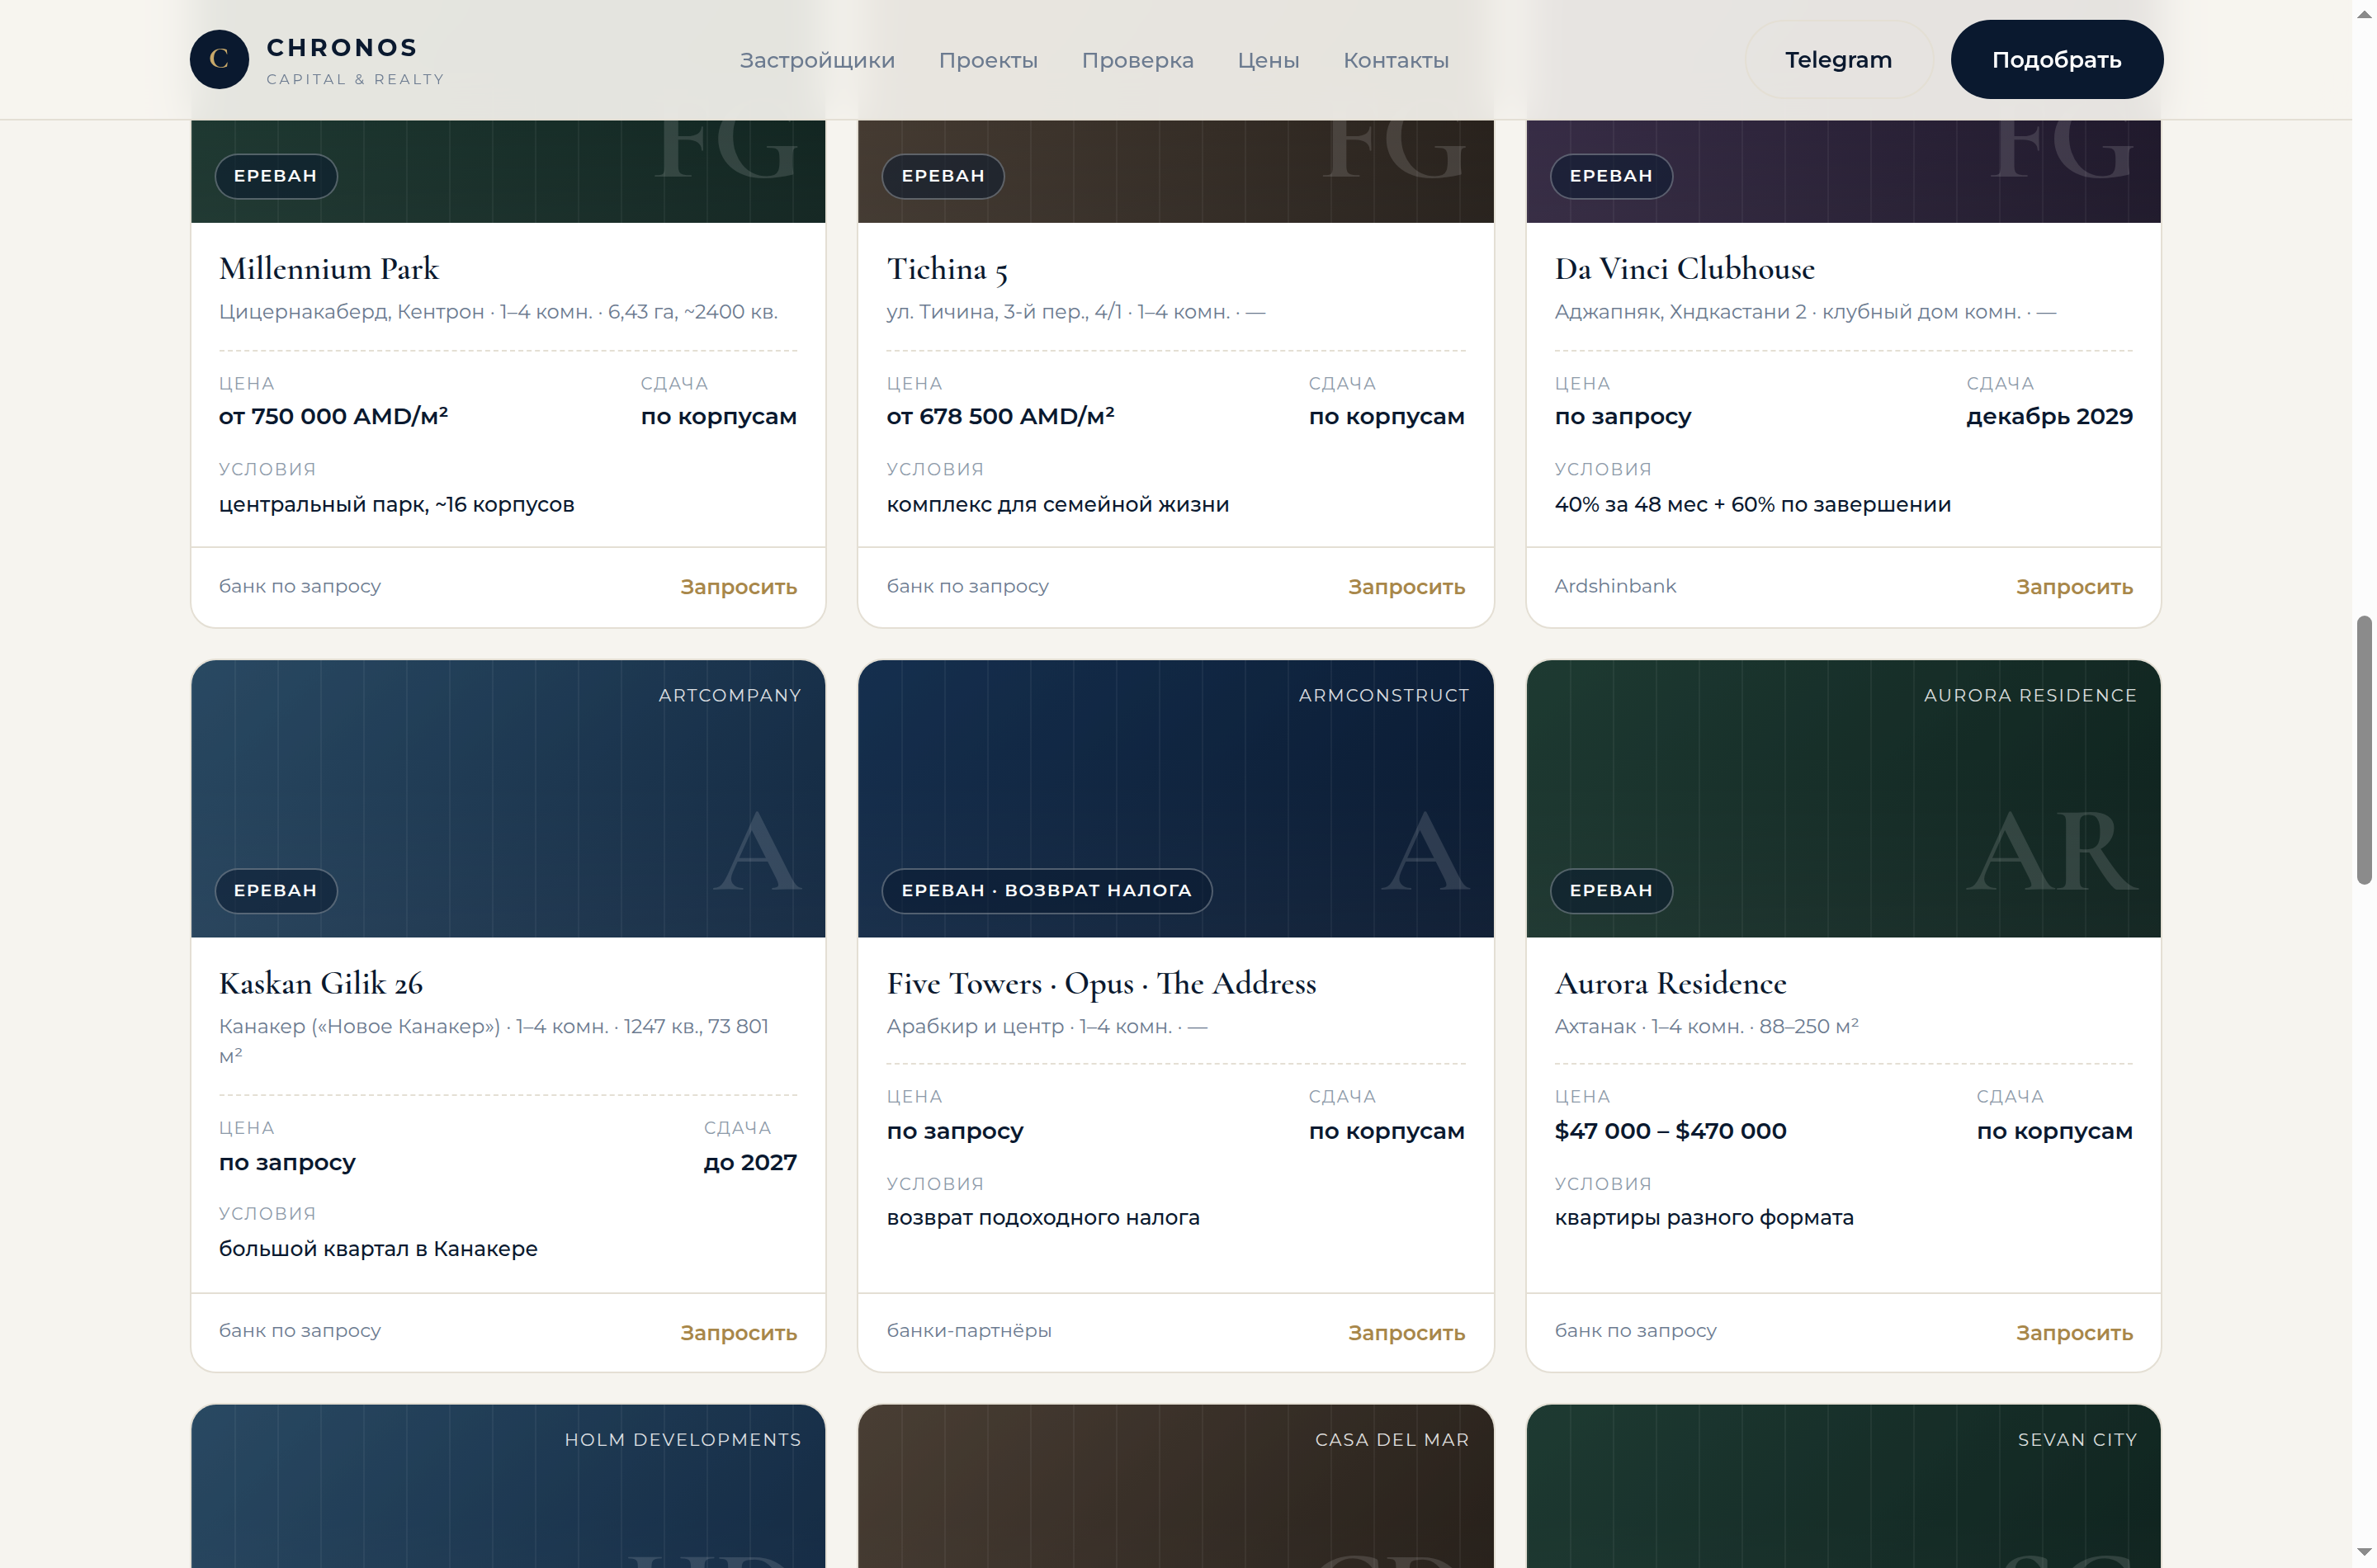 C
CHRONOS
CAPITAL & REALTY
Застройщики
Проекты
Проверка
Цены
Контакты
Telegram
Подобрать
FG
ЕРЕВАН
FG
ЕРЕВАН
FG
ЕРЕВАН
Millennium Park
Цицернакаберд, Кентрон · 1–4 комн. · 6,43 га, ~2400 кв.
ЦЕНА
СДАЧА
от 750 000 AMD/м²
по корпусам
УСЛОВИЯ
центральный парк, ~16 корпусов
банк по запросу
Запросить
Tichina 5
ул. Тичина, 3-й пер., 4/1 · 1–4 комн. · —
ЦЕНА
СДАЧА
от 678 500 AMD/м²
по корпусам
УСЛОВИЯ
комплекс для семейной жизни
банк по запросу
Запросить
Da Vinci Clubhouse
Аджапняк, Хндкастани 2 · клубный дом комн. · —
ЦЕНА
СДАЧА
по запросу
декабрь 2029
УСЛОВИЯ
40% за 48 мес + 60% по завершении
Ardshinbank
Запросить
ARTCOMPANY
A
ЕРЕВАН
Kaskan Gilik 26
Канакер («Новое Канакер») · 1–4 комн. · 1247 кв., 73 801
м²
ЦЕНА
СДАЧА
по запросу
до 2027
УСЛОВИЯ
большой квартал в Канакере
банк по запросу
Запросить
ARMCONSTRUCT
A
ЕРЕВАН · ВОЗВРАТ НАЛОГА
Five Towers · Opus · The Address
Арабкир и центр · 1–4 комн. · —
ЦЕНА
СДАЧА
по запросу
по корпусам
УСЛОВИЯ
возврат подоходного налога
банки-партнёры
Запросить
AURORA RESIDENCE
AR
ЕРЕВАН
Aurora Residence
Ахтанак · 1–4 комн. · 88–250 м²
ЦЕНА
СДАЧА
$47 000 – $470 000
по корпусам
УСЛОВИЯ
квартиры разного формата
банк по запросу
Запросить
HOLM DEVELOPMENTS
CASA DEL MAR
SEVAN CITY